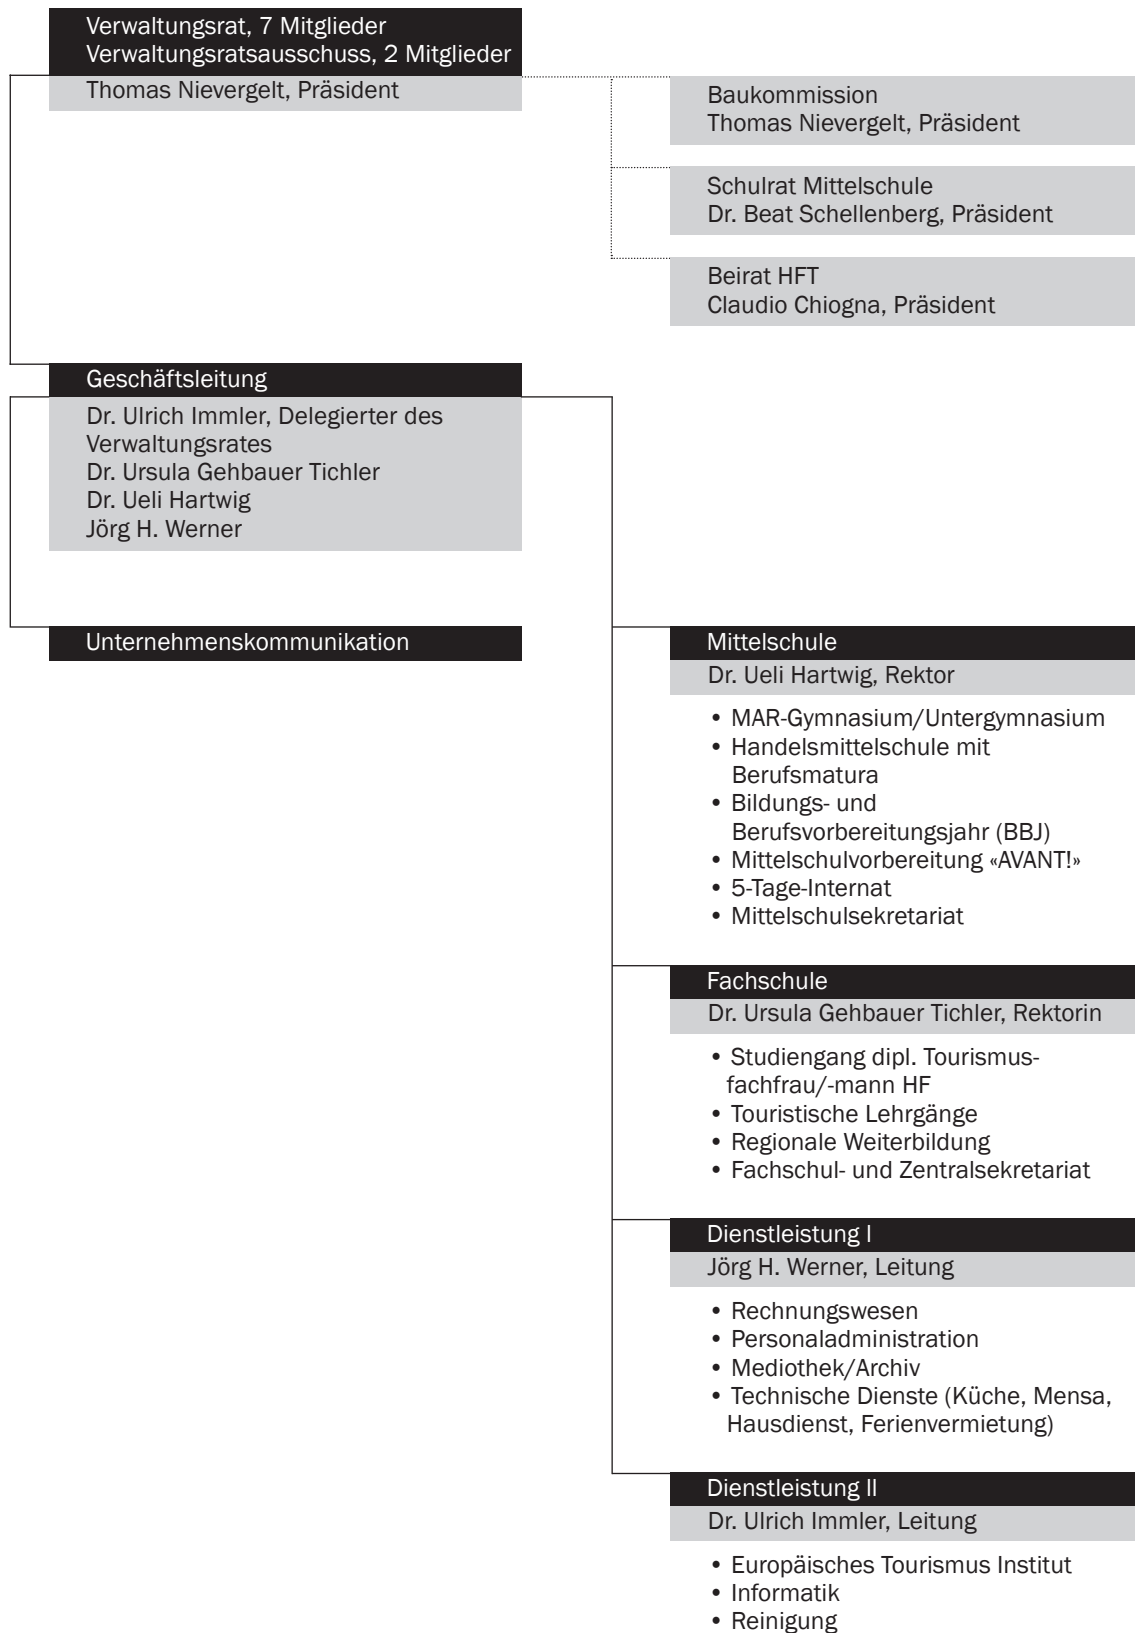 Verwaltungsrat, 7 Mitglieder
Verwaltungsratsausschuss, 2 Mitglieder
Thomas Nievergelt, Präsident
Baukommission
Thomas Nievergelt, Präsident
Schulrat Mittelschule
Dr. Beat Schellenberg, Präsident
Beirat HFT
Claudio Chiogna, Präsident
Geschäftsleitung
Dr. Ulrich Immler, Delegierter des
Verwaltungsrates
Dr. Ursula Gehbauer Tichler
Dr. Ueli Hartwig
Jörg H. Werner
Unternehmenskommunikation
Mittelschule
Dr. Ueli Hartwig, Rektor
• MAR-Gymnasium/Untergymnasium
• Handelsmittelschule mit
Berufsmatura
• Bildungs- und
Berufsvorbereitungsjahr (BBJ)
• Mittelschulvorbereitung «AVANT!»
• 5-Tage-Internat
• Mittelschulsekretariat
Fachschule
Dr. Ursula Gehbauer Tichler, Rektorin
• Studiengang dipl. Tourismus-
fachfrau/-mann HF
• Touristische Lehrgänge
• Regionale Weiterbildung
• Fachschul- und Zentralsekretariat
Dienstleistung I
Jörg H. Werner, Leitung
• Rechnungswesen
• Personaladministration
• Mediothek/Archiv
• Technische Dienste (Küche, Mensa,
Hausdienst, Ferienvermietung)
Dienstleistung II
Dr. Ulrich Immler, Leitung
• Europäisches Tourismus Institut
• Informatik
• Reinigung